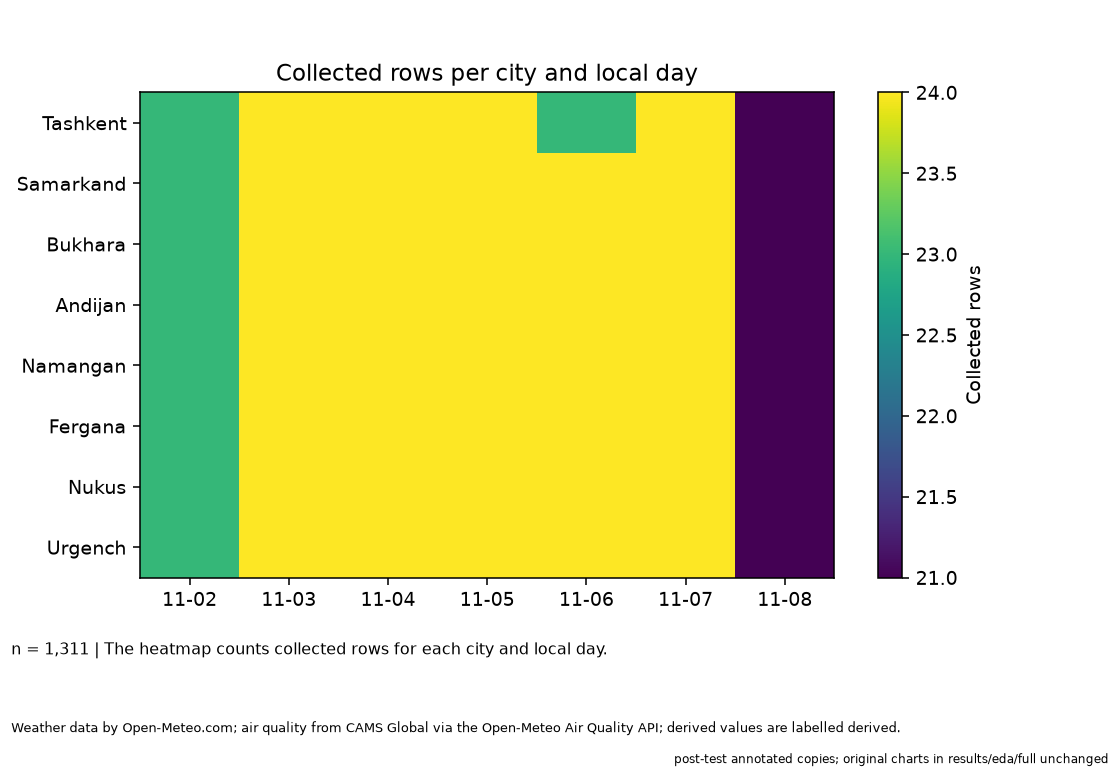 Collected rows per city and local day
Tashkent
Samarkand
Bukhara
Andijan
Namangan
Fergana
Nukus
Urgench
11-02 11-03 11-04 11-05 11-06 11-07 11-08
24.0
23.5
23.0
22.5
22.0
21.5
21.0
Collected rows
n = 1,311 | The heatmap counts collected rows for each city and local day.
Weather data by Open-Meteo.com; air quality from CAMS Global via the Open-Meteo Air Quality API; derived values are labelled derived.
post-test annotated copies; original charts in results/eda/full unchanged